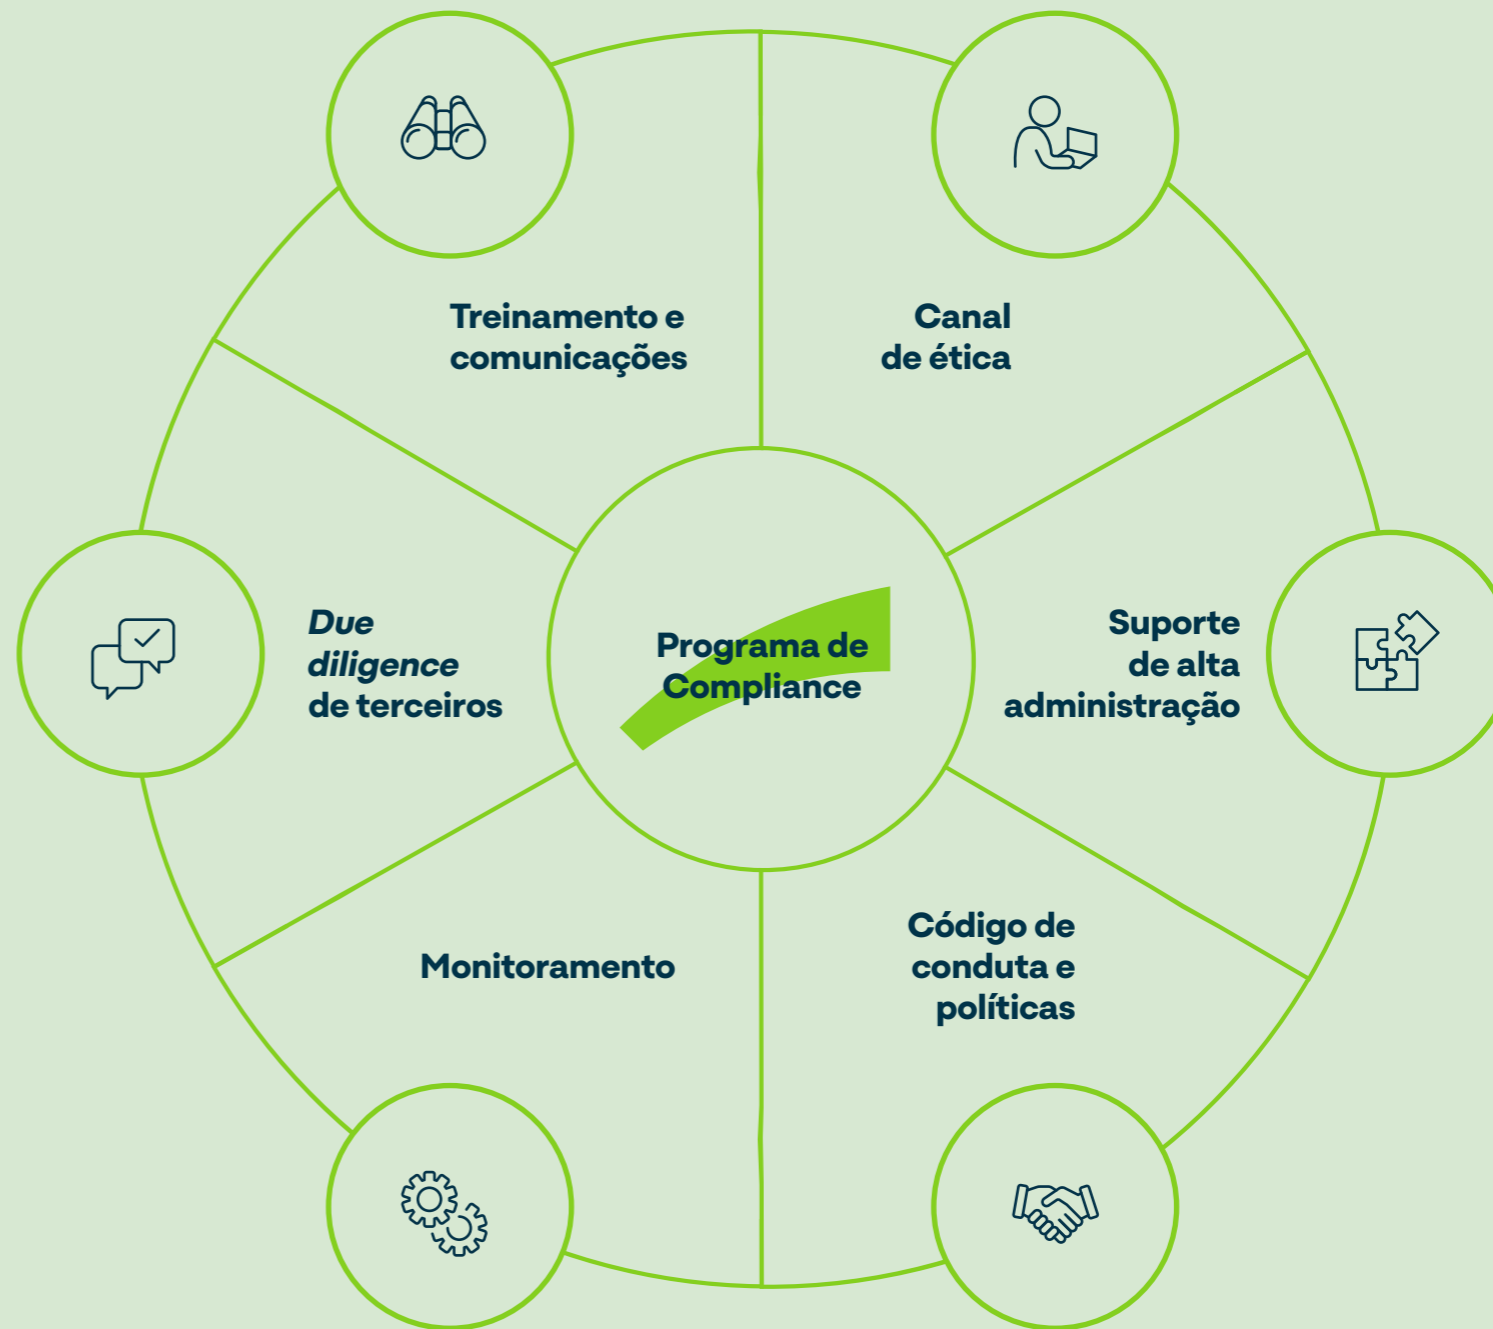 Treinamento e
comunicações
Canal
de ética
Due
diligence
de terceiros
Programa de
Compliance
Suporte
de alta
administração
Monitoramento
Código de
conduta e
políticas